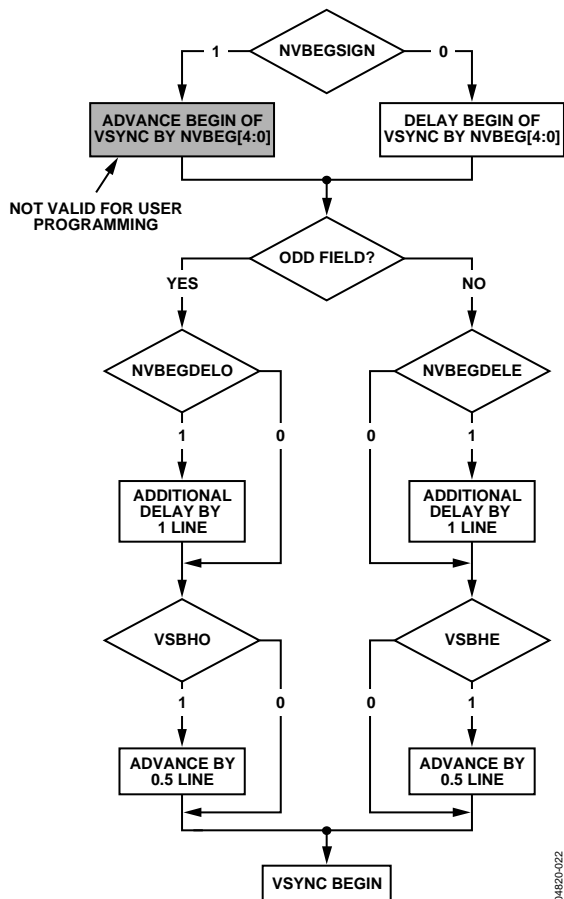 NVBEGSIGN
1
0
ADVANCE BEGIN OF
VSYNC BY NVBEG[4:0]
DELAY BEGIN OF
VSYNC BY NVBEG[4:0]
NOT VALID FOR USER
PROGRAMMING
ODD FIELD?
YES
NO
NVBEGDELO
NVBEGDELE
1
0
0
1
ADDITIONAL
DELAY BY
1 LINE
ADDITIONAL
DELAY BY
1 LINE
VSBHO
VSBHE
1
0
0
1
ADVANCE BY
0.5 LINE
ADVANCE BY
0.5 LINE
VSYNC BEGIN
04820-022